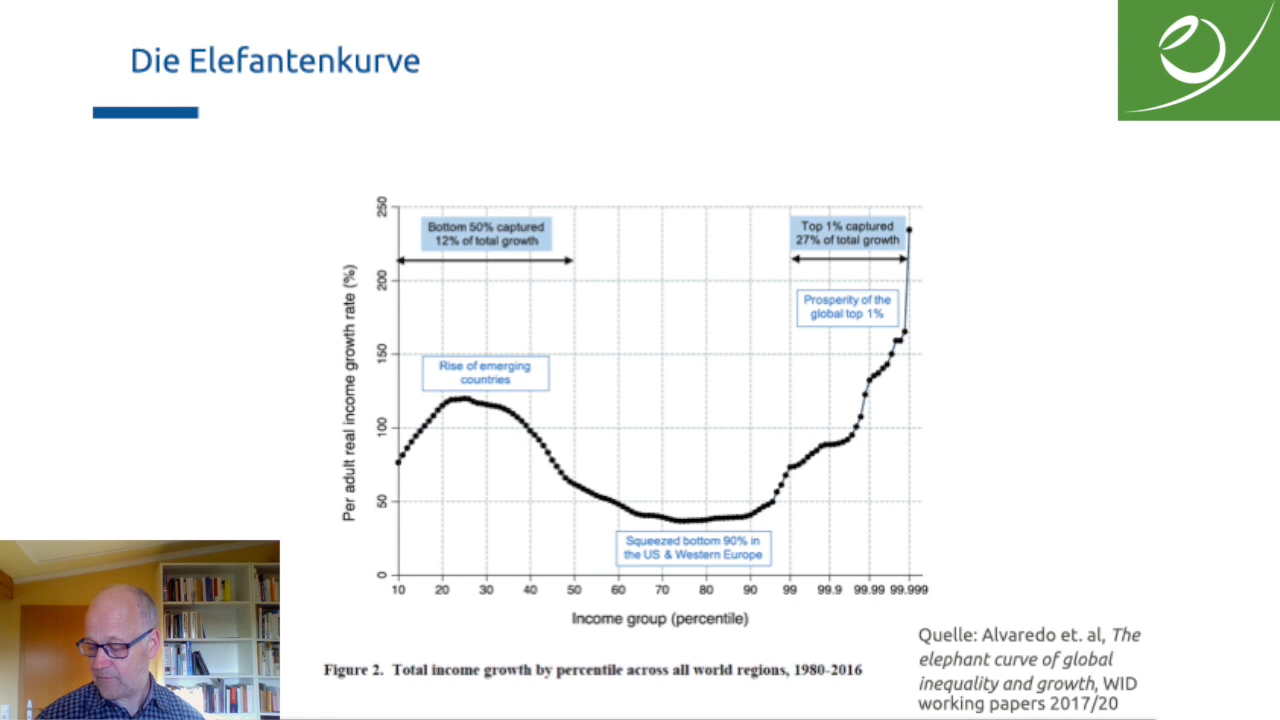 Die Elefantenkurve
250
200
150
100
50
0
Per adult real income growth rate (%)
Bottom 50% captured
12% of total growth
Top 1% captured
27% of total growth
Prosperity of the
global top 1%
Rise of emerging
countries
Squeezed bottom 90% in
the US & Western Europe
10 20 30 40 50 60 70 80 90 99 99.9 99.99 99.999
Income group (percentile)
Figure 2. Total income growth by percentile across all world regions, 1980-2016
Quelle: Alvaredo et. al, The
elephant curve of global
inequality and growth, WID
working papers 2017/20